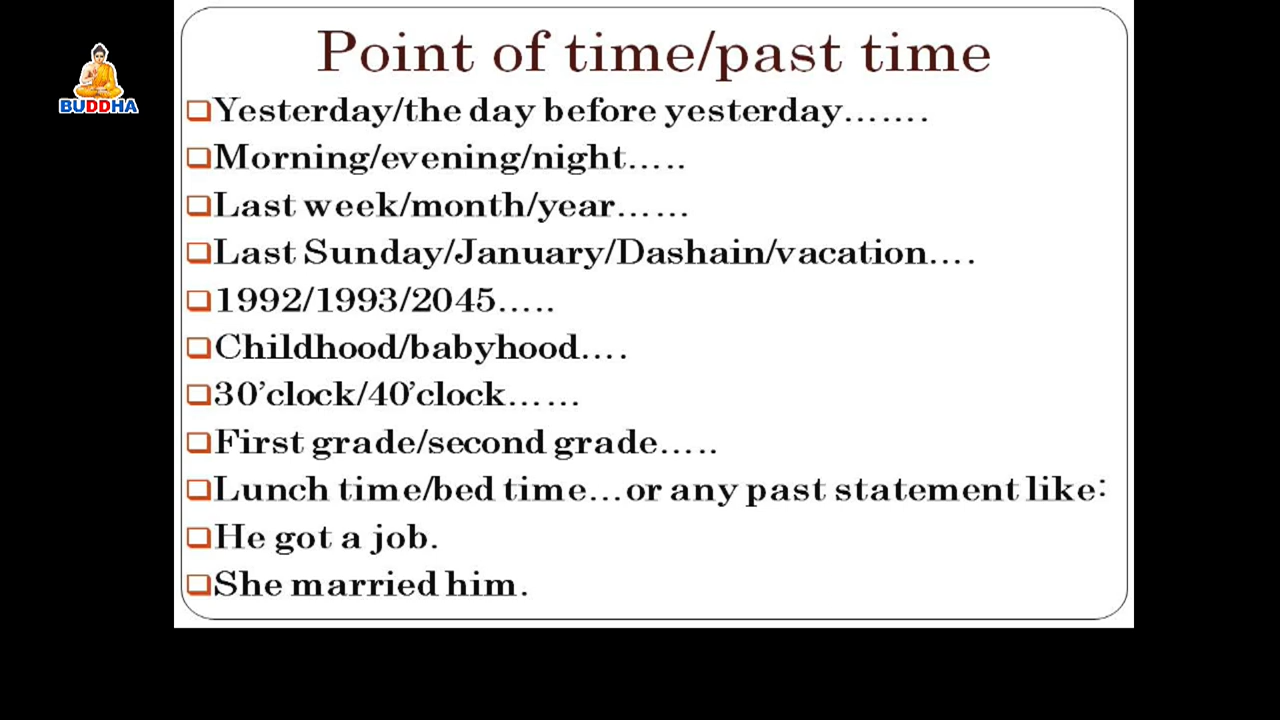 BUDDHA
Point of time/past time
Yesterday/the day before yesterday…….
Morning/evening/night…..
Last week/month/year……
Last Sunday/January/Dashain/vacation….
1992/1993/2045…..
Childhood/babyhood….
30’clock/40’clock……
First grade/second grade…..
Lunch time/bed time…or any past statement like:
He got a job.
She married him.